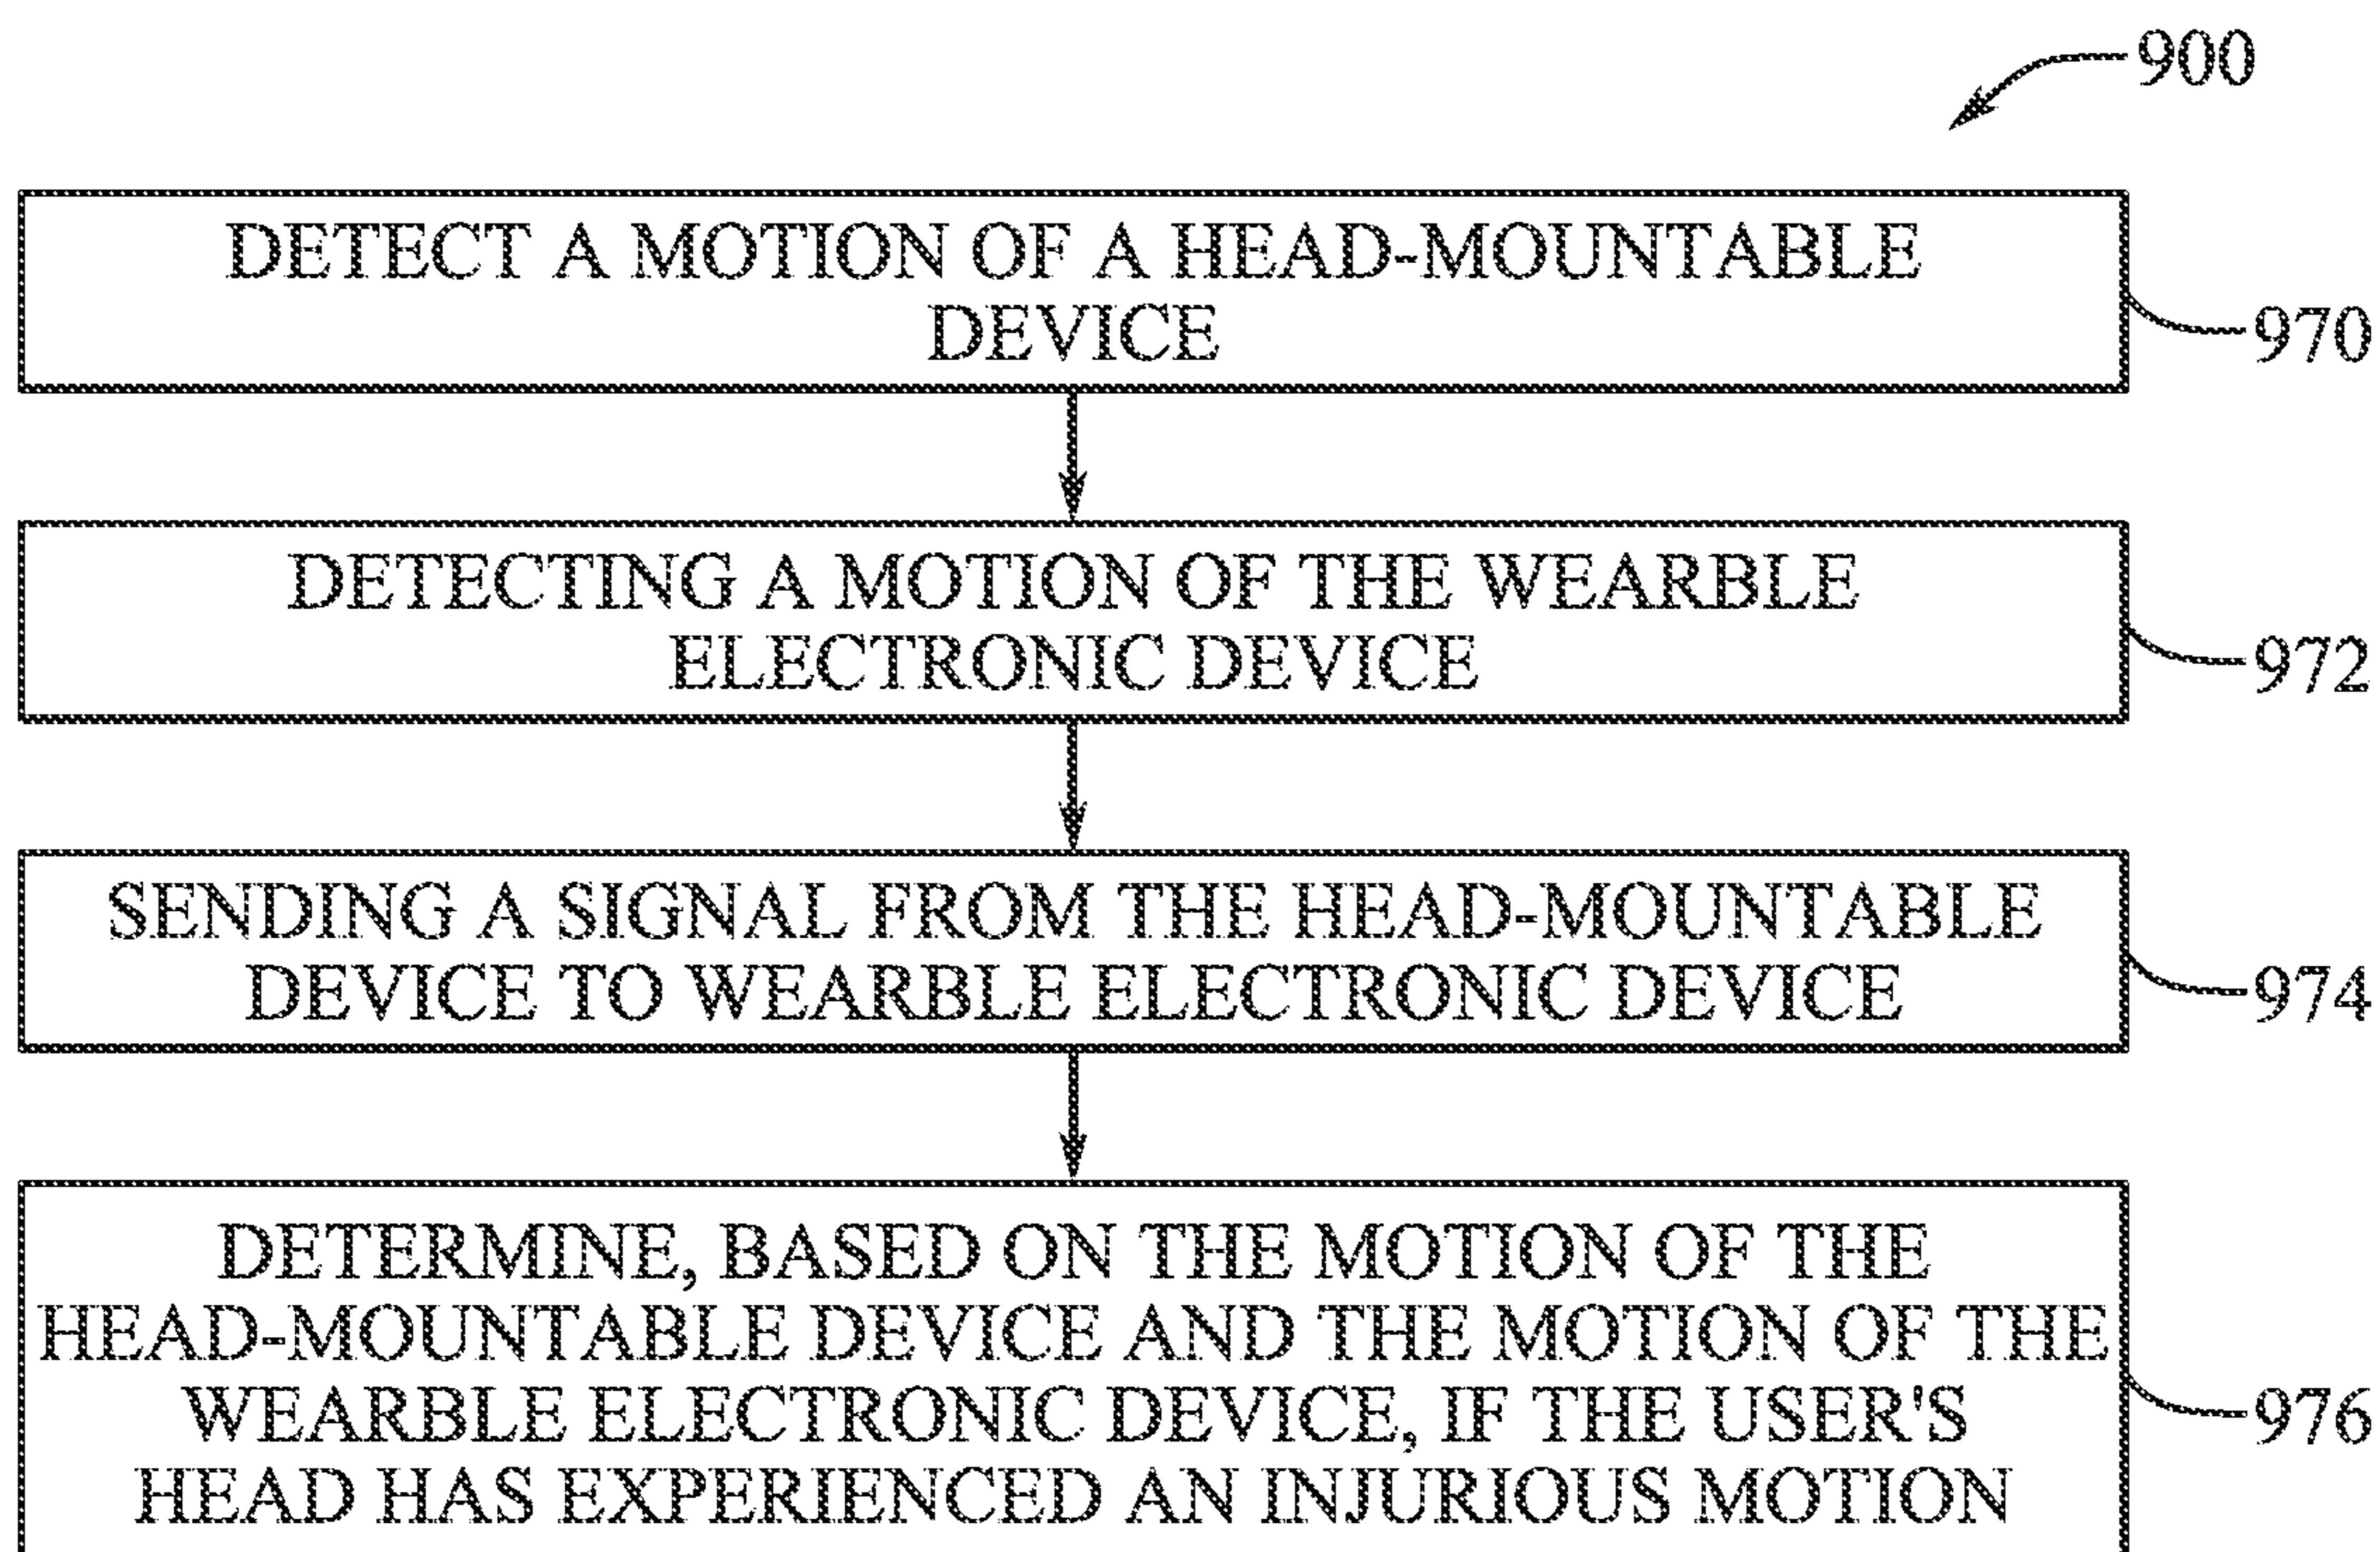 900
DETECT A MOTION OF A HEAD-MOUNTABLE
DEVICE
970
DETECTING A MOTION OF THE WEARBLE
ELECTRONIC DEVICE
972
SENDING A SIGNAL FROM THE HEAD-MOUNTABLE
DEVICE TO WEARBLE ELECTRONIC DEVICE
974
DETERMINE, BASED ON THE MOTION OF THE
HEAD-MOUNTABLE DEVICE AND THE MOTION OF THE
WEARBLE ELECTRONIC DEVICE, IF THE USER'S
HEAD HAS EXPERIENCED AN INJURIOUS MOTION
976